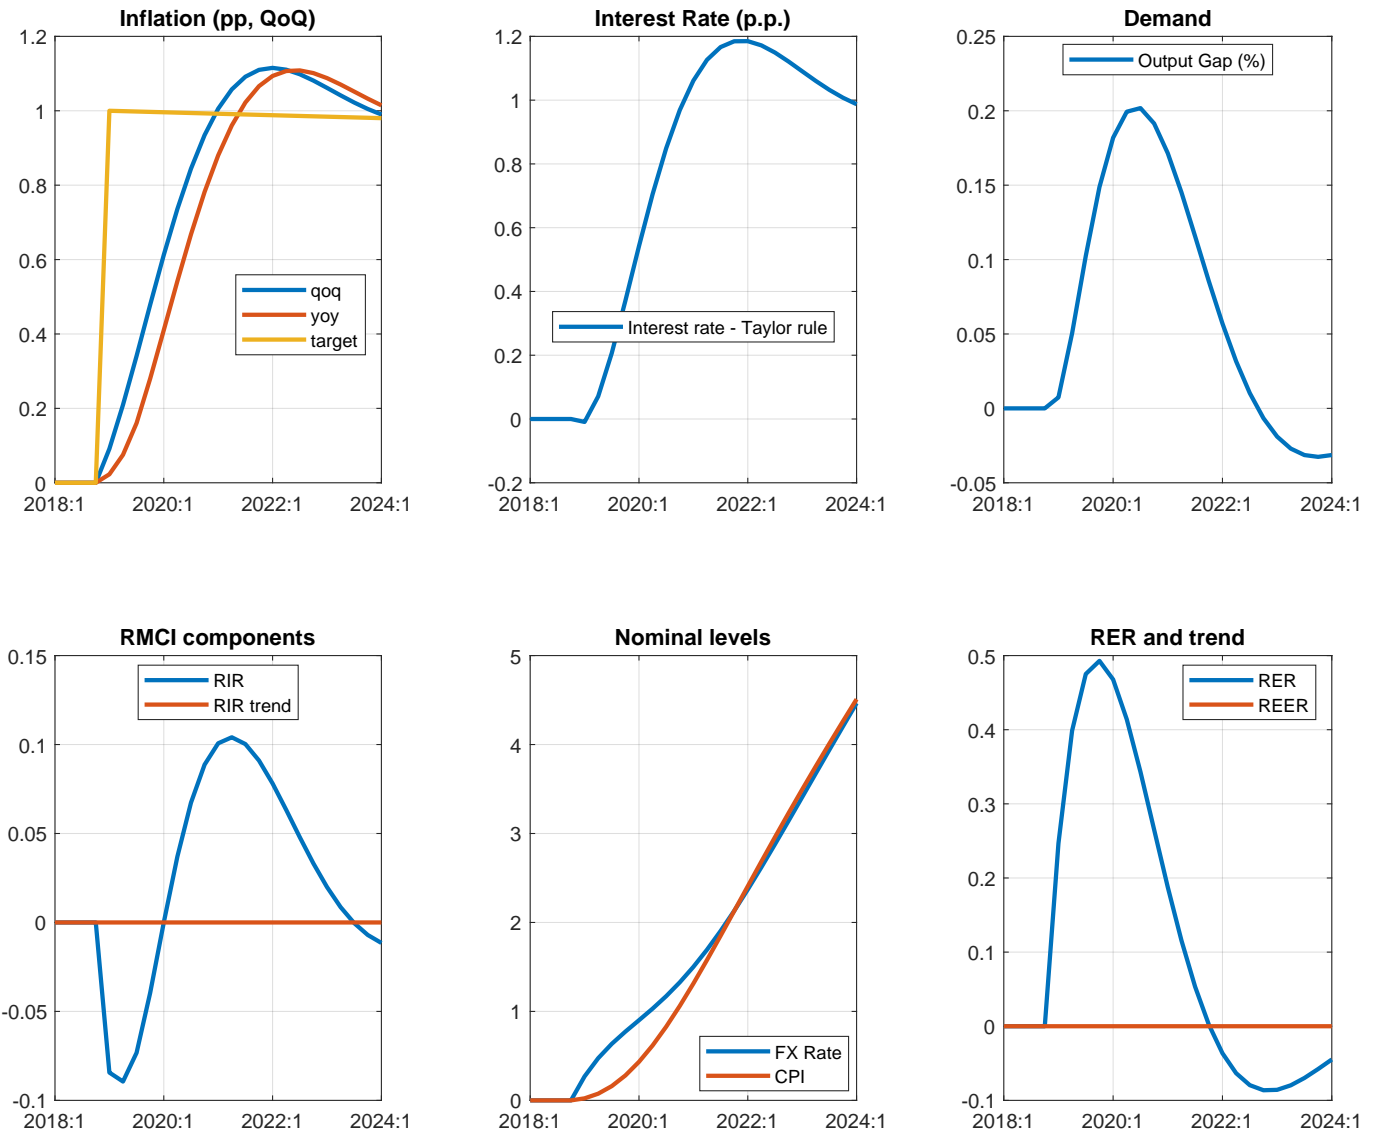 Inflation (pp, QoQ)
1.2
1
0.8
0.6
0.4
0.2
0
2018:1 2020:1 2022:1 2024:1
qoq
yoy
target
Interest Rate (p.p.)
1.2
1
0.8
0.6
0.4
0.2
0
-0.2
2018:1 2020:1 2022:1 2024:1
Interest rate - Taylor rule
Demand
0.25
0.2
0.15
0.1
0.05
0
-0.05
2018:1 2020:1 2022:1 2024:1
Output Gap (%)
RMCI components
0.15
0.1
0.05
0
-0.05
-0.1
2018:1 2020:1 2022:1 2024:1
RIR
RIR trend
Nominal levels
5
4
3
2
1
0
2018:1 2020:1 2022:1 2024:1
FX Rate
CPI
RER and trend
0.5
0.4
0.3
0.2
0.1
0
-0.1
2018:1 2020:1 2022:1 2024:1
RER
REER